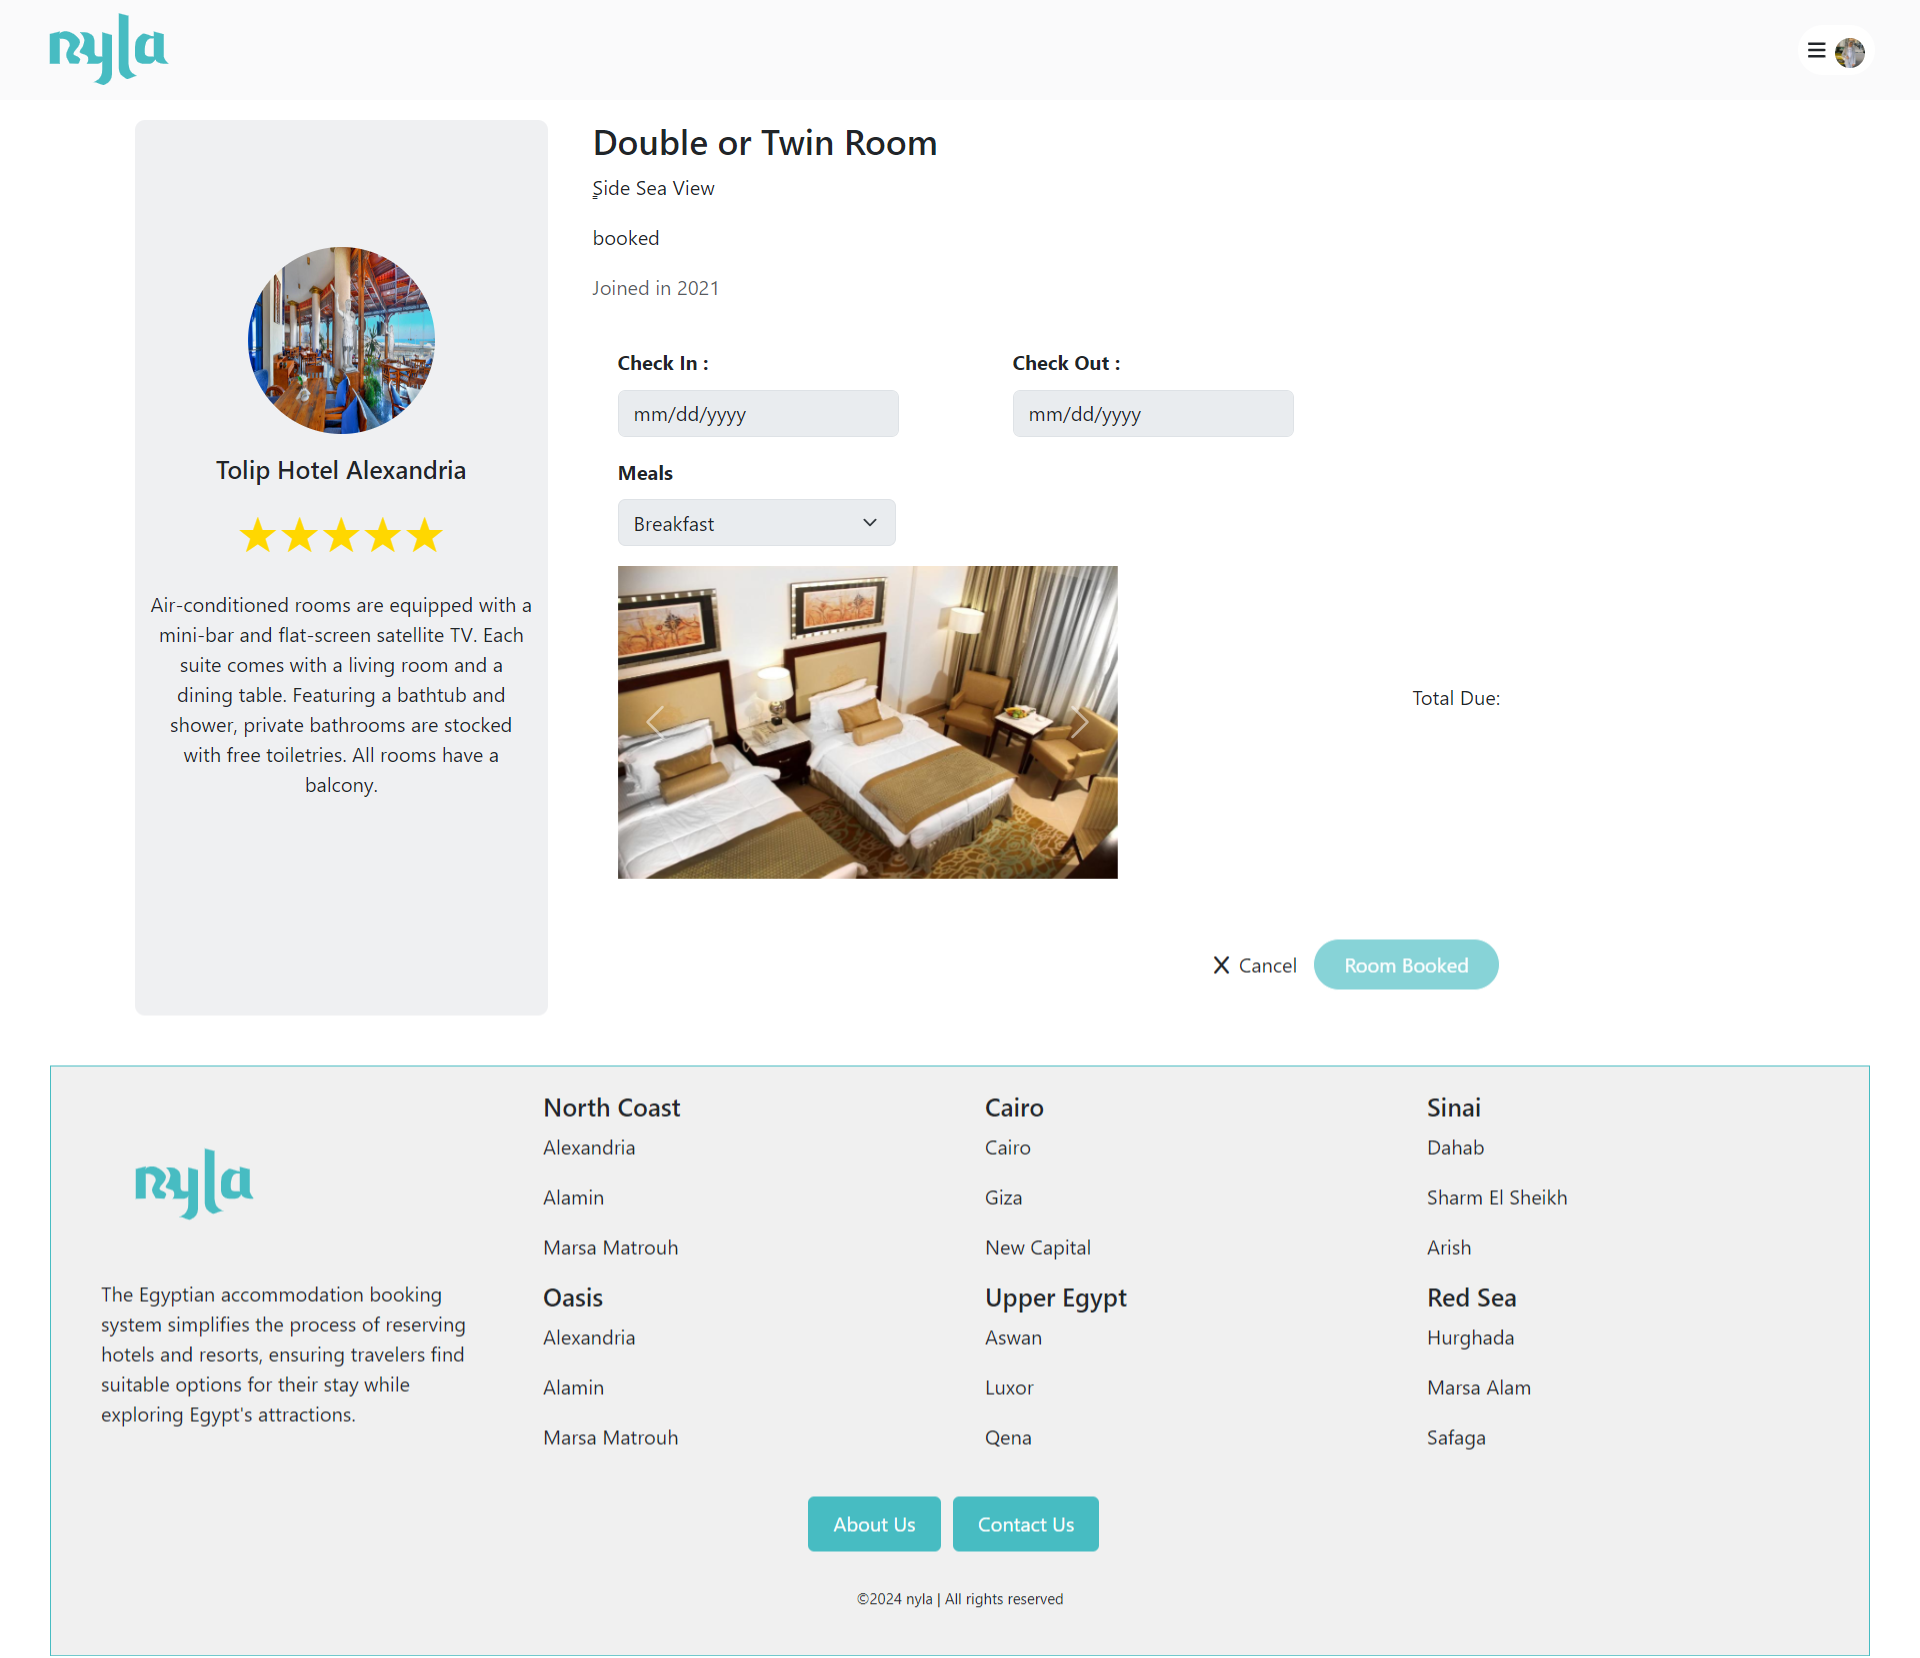 nyla
Double or Twin Room
Side Sea View
booked
Joined in 2021
Tolip Hotel Alexandria
Air-conditioned rooms are equipped with a
mini-bar and flat-screen satellite TV. Each
suite comes with a living room and a
dining table. Featuring a bathtub and
shower, private bathrooms are stocked
with free toiletries. All rooms have a
balcony.
Check In :
Check Out :
mm/dd/yyyy
mm/dd/yyyy
Meals
Breakfast
Total Due:
X Cancel
Room Booked
nyla
The Egyptian accommodation booking
system simplifies the process of reserving
hotels and resorts, ensuring travelers find
suitable options for their stay while
exploring Egypt's attractions.
North Coast
Alexandria
Alamin
Marsa Matrouh
Cairo
Cairo
Giza
New Capital
Sinai
Dahab
Sharm El Sheikh
Arish
Oasis
Alexandria
Alamin
Marsa Matrouh
Upper Egypt
Aswan
Luxor
Qena
Red Sea
Hurghada
Marsa Alam
Safaga
About Us
Contact Us
©2024 nyla | All rights reserved